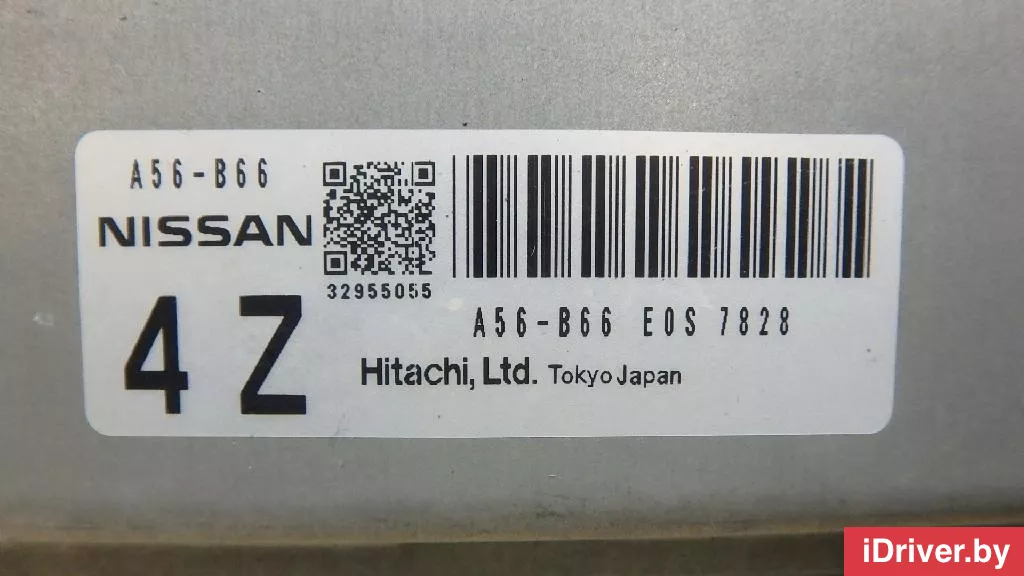 A56-B66
NISSAN
4 Z
32955055
A56-B66 E0S 7828
Hitachi, Ltd. Tokyo Japan
iDriver.by